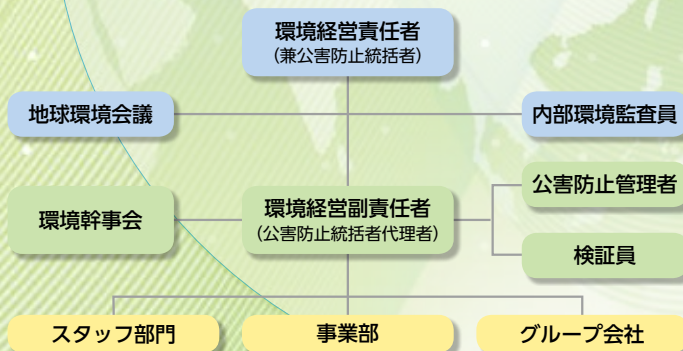 環境経営責任者
（兼公害防止統括者）
地球環境会議
内部環境監査員
環境幹事会
環境経営副責任者
（公害防止統括者代理者）
公害防止管理者
検証員
スタッフ部門
事業部
グループ会社